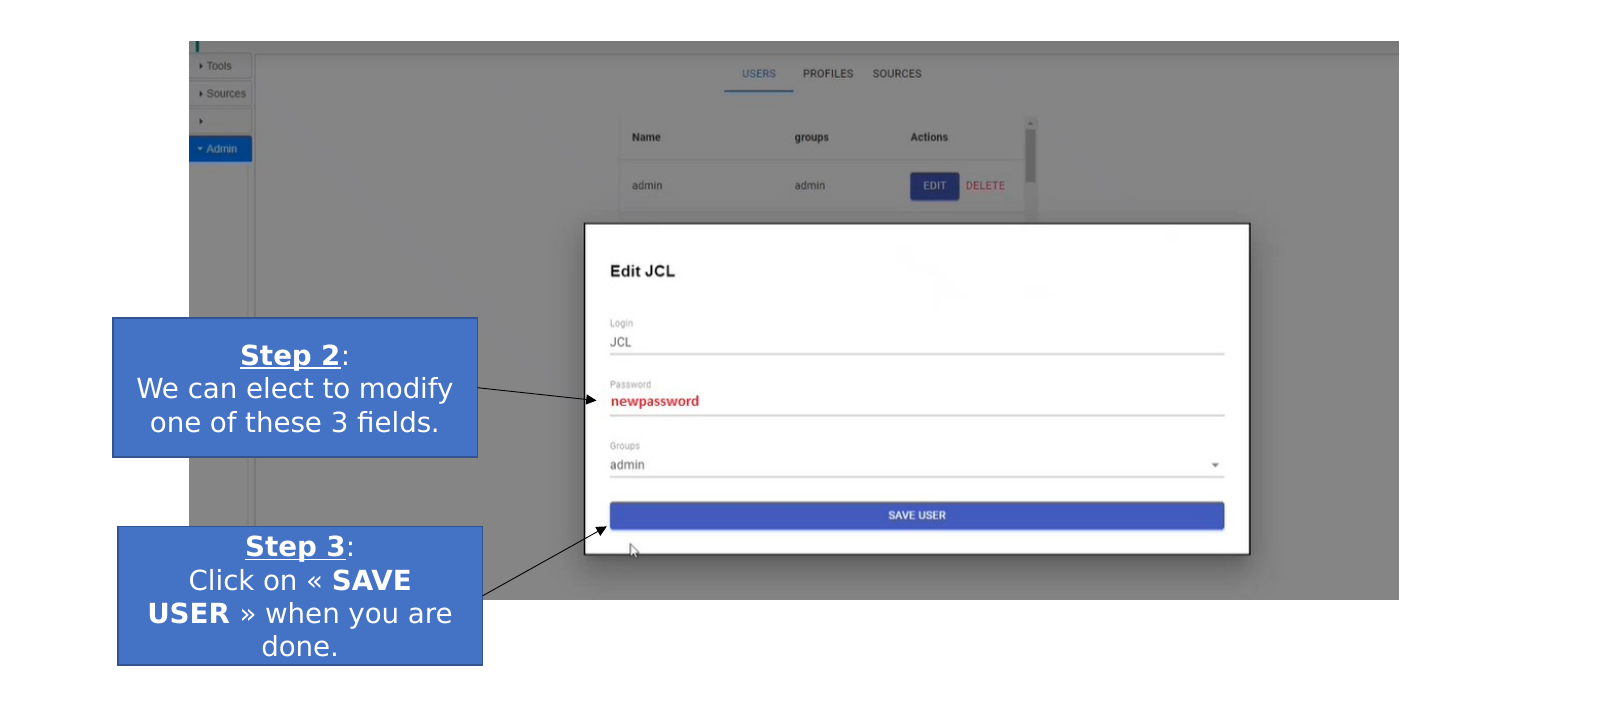 Tools
Sources
Admin
USERS PROFILES SOURCES
Name groups Actions
admin admin EDIT DELETE
Edit JCL
Login
JCL
Password
newpassword
Groups
admin
SAVE USER
Step 2:
We can elect to modify
one of these 3 fields.
Step 3:
Click on « SAVE
USER » when you are
done.